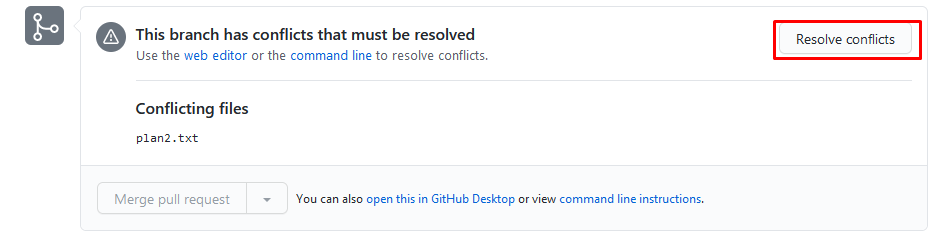 This branch has conflicts that must be resolved
Resolve conflicts
Use the web editor or the command line to resolve conflicts.
Conflicting files
plan2.txt
Merge pull request
You can also open this in GitHub Desktop or view command line instructions.